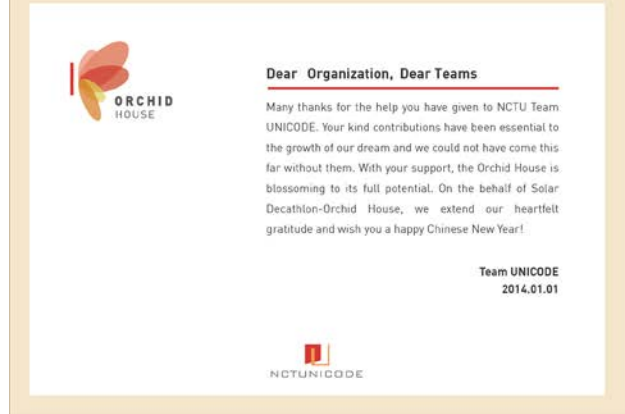 ORCHID
HOUSE
Dear Organization, Dear Teams
Many thanks for the help you have given to NCTU Team
UNICODE. Your kind contributions have been essential to
the growth of our dream and we could not have come this
far without them. With your support, the Orchid House is
blossoming to its full potential. On the behalf of Solar
Decathlon-Orchid House, we extend our heartfelt
gratitude and wish you a happy Chinese New Year!
Team UNICODE
2014.01.01
NCTUNICODE